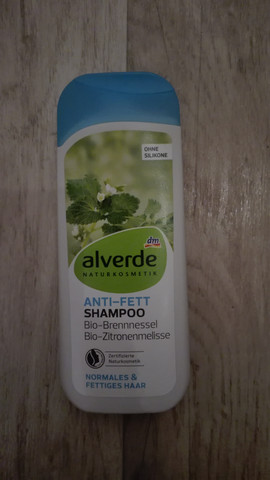 OHNE
SILIKONE
dm
alverde
NATURKOSMETIK
ANTI-FETT
SHAMPOO
Bio-Brennnessel
Bio-Zitronenmelisse
Zertifizierte
Naturkosmetik
NORMALES &
FETTIGES HAAR